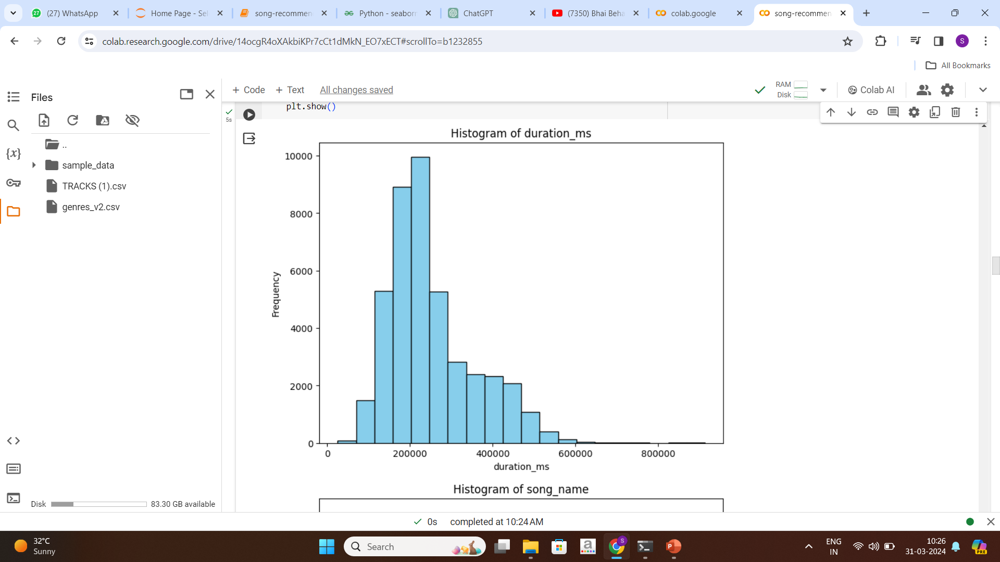 (27) WhatsApp
Home Page - Sel
song-recommen
Python - seaborn
ChatGPT
(7350) Bhai Beha
colab.google
song-recommen
colab.research.google.com/drive/14ocgR4oXAkbiKPr7cCt1dMkN_EO7xECT#scrollTo=b1232855
S
All Bookmarks
Files
+ Code
+ Text
All changes saved
RAM
Disk
Colab AI
..
sample_data
TRACKS (1).csv
genres_v2.csv
{x}
5s
plt.show()
Histogram of duration_ms
10000
8000
6000
4000
2000
0
Frequency
0
200000
400000
600000
800000
duration_ms
Histogram of song_name
Disk
83.30 GB available
0s completed at 10:24 AM
32°C
Sunny
Search
a
S
P
ENG
IN
10:26
31-03-2024
PRE